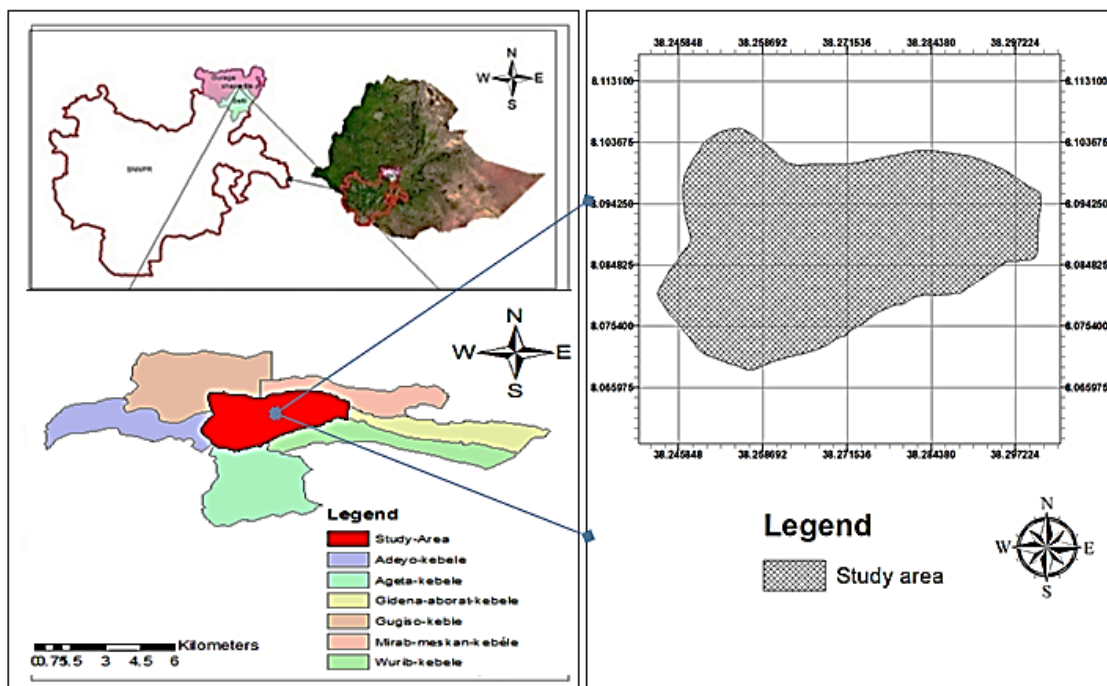 N
W E
S
Gurage
SNNPR
N
W E
S
Legend
Study-Area
Adeyo-kebele
Ageta-kebele
Gidena-aborat-kebele
Gugiso-keble
Mirab-meskan-kebele
Wurib-kebele
Kilometers
0 0.75 1.5 3 4.5 6
38.245848 38.258692 38.271536 38.284380 38.297224
8.113100 8.113100
8.103675 8.103675
8.094250 8.094250
8.084825 8.084825
8.075400 8.075400
8.065975 8.065975
38.245848 38.258692 38.271536 38.284380 38.297224
Legend
Study area
N
W E
S